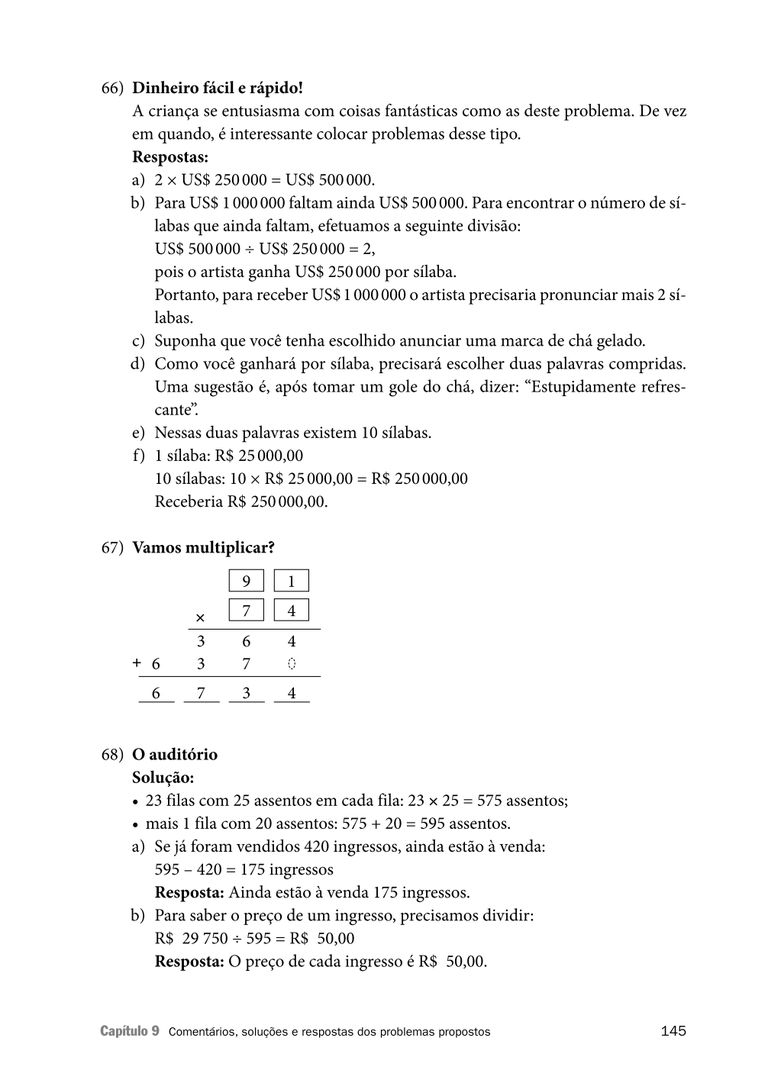 66) Dinheiro fácil e rápido!
A criança se entusiasma com coisas fantásticas como as deste problema. De vez
em quando, é interessante colocar problemas desse tipo.
Respostas:
a) 2 × US$ 250 000 = US$ 500 000.
b) Para US$ 1 000 000 faltam ainda US$ 500 000. Para encontrar o número de sí-
labas que ainda faltam, efetuamos a seguinte divisão:
US$ 500 000 ÷ US$ 250 000 = 2,
pois o artista ganha US$ 250 000 por sílaba.
Portanto, para receber US$ 1 000 000 o artista precisaria pronunciar mais 2 sí-
labas.
c) Suponha que você tenha escolhido anunciar uma marca de chá gelado.
d) Como você ganhará por sílaba, precisará escolher duas palavras compridas.
Uma sugestão é, após tomar um gole do chá, dizer: “Estupidamente refres-
cante”.
e) Nessas duas palavras existem 10 sílabas.
f) 1 sílaba: R$ 25 000,00
10 sílabas: 10 × R$ 25 000,00 = R$ 250 000,00
Receberia R$ 250 000,00.
67) Vamos multiplicar?
9 1
× 7 4
3 6 4
+ 6 3 7 0
6 7 3 4
68) O auditório
Solução:
• 23 filas com 25 assentos em cada fila: 23 × 25 = 575 assentos;
• mais 1 fila com 20 assentos: 575 + 20 = 595 assentos.
a) Se já foram vendidos 420 ingressos, ainda estão à venda:
595 – 420 = 175 ingressos
Resposta: Ainda estão à venda 175 ingressos.
b) Para saber o preço de um ingresso, precisamos dividir:
R$ 29 750 ÷ 595 = R$ 50,00
Resposta: O preço de cada ingresso é R$ 50,00.
Capítulo 9 Comentários, soluções e respostas dos problemas propostos 145